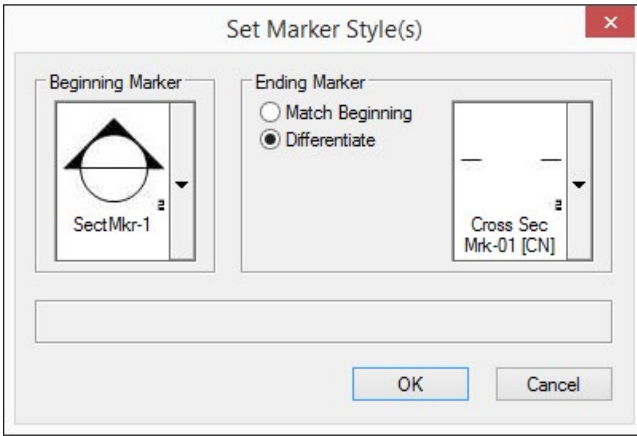 Set Marker Style(s)
Beginning Marker
SectMkr-1
Ending Marker
Match Beginning
Differentiate
Cross Sec
Mrk-01 [CN]
OK
Cancel